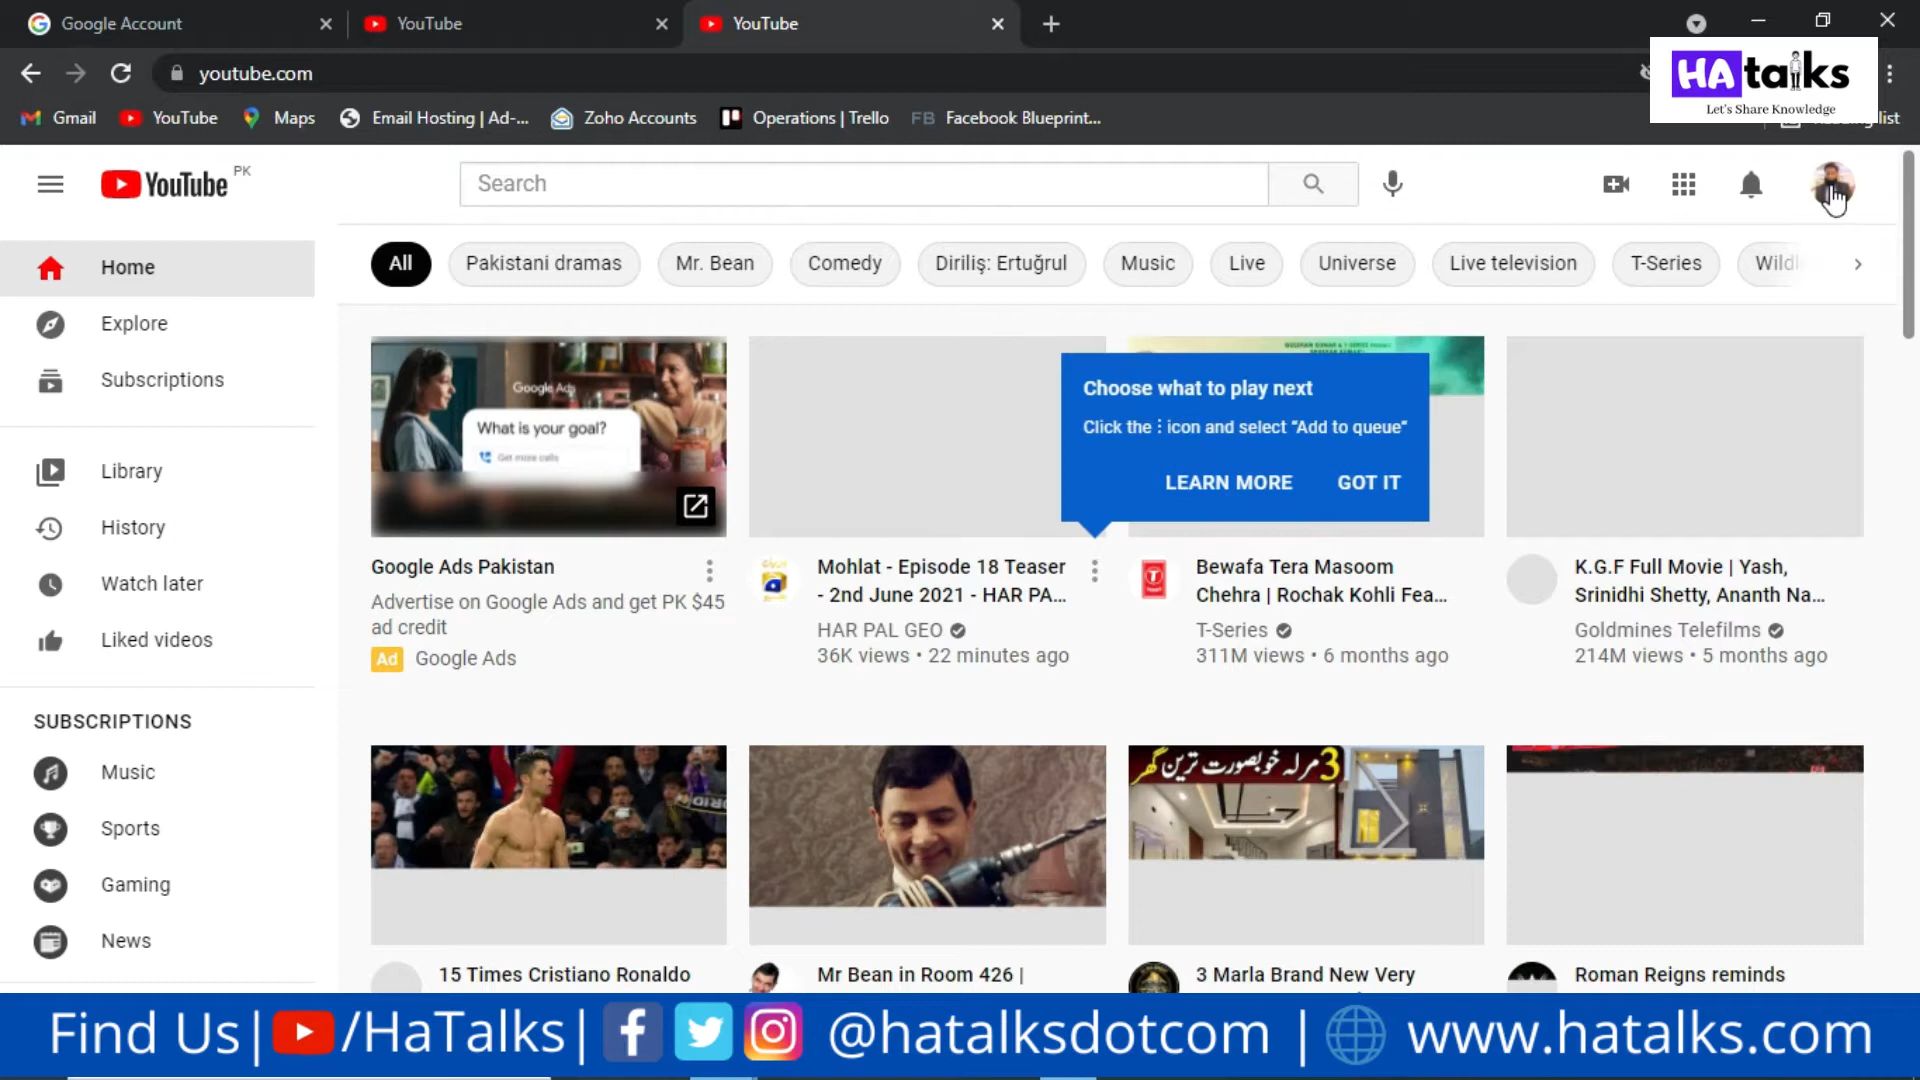 Google Account
YouTube
YouTube
youtube.com
HAtalks
Let's Share Knowledge
Gmail
YouTube
Maps
Email Hosting | Ad-...
Zoho Accounts
Operations | Trello
FB Facebook Blueprint...
list
YouTube PK
Search
Home
Explore
Subscriptions
Library
History
Watch later
Liked videos
SUBSCRIPTIONS
Music
Sports
Gaming
News
All
Pakistani dramas
Mr. Bean
Comedy
Diriliş: Ertuğrul
Music
Live
Universe
Live television
T-Series
Google Ads
What is your goal?
Get more calls
Choose what to play next
Click the ⋮ icon and select “Add to queue”
LEARN MORE
GOT IT
Google Ads Pakistan
Advertise on Google Ads and get PK $45
ad credit
Ad Google Ads
Mohlat - Episode 18 Teaser
- 2nd June 2021 - HAR PA...
HAR PAL GEO
36K views • 22 minutes ago
Bewafa Tera Masoom
Chehra | Rochak Kohli Fea...
T-Series
311M views • 6 months ago
K.G.F Full Movie | Yash,
Srinidhi Shetty, Ananth Na...
Goldmines Telefilms
214M views • 5 months ago
3 مرلہ خوبصورت ترین گھر
15 Times Cristiano Ronaldo
Mr Bean in Room 426 |
3 Marla Brand New Very
Roman Reigns reminds
Find Us| /HaTalks| @hatalksdotcom | www.hatalks.com